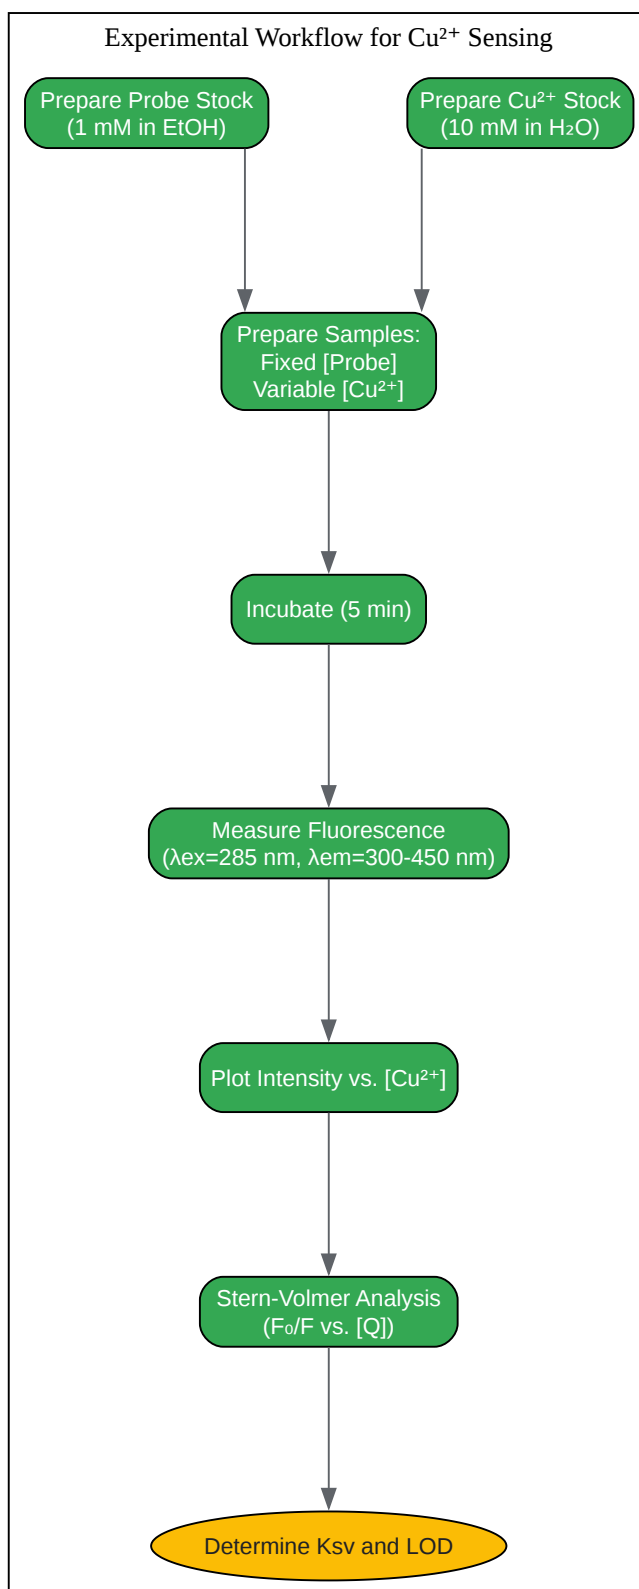 Experimental Workflow for Cu²⁺ Sensing
Prepare Probe Stock
(1 mM in EtOH)
Prepare Cu²⁺ Stock
(10 mM in H₂O)
Prepare Samples:
Fixed [Probe]
Variable [Cu²⁺]
Incubate (5 min)
Measure Fluorescence
(λex=285 nm, λem=300-450 nm)
Plot Intensity vs. [Cu²⁺]
Stern-Volmer Analysis
(F₀/F vs. [Q])
Determine Ksv and LOD